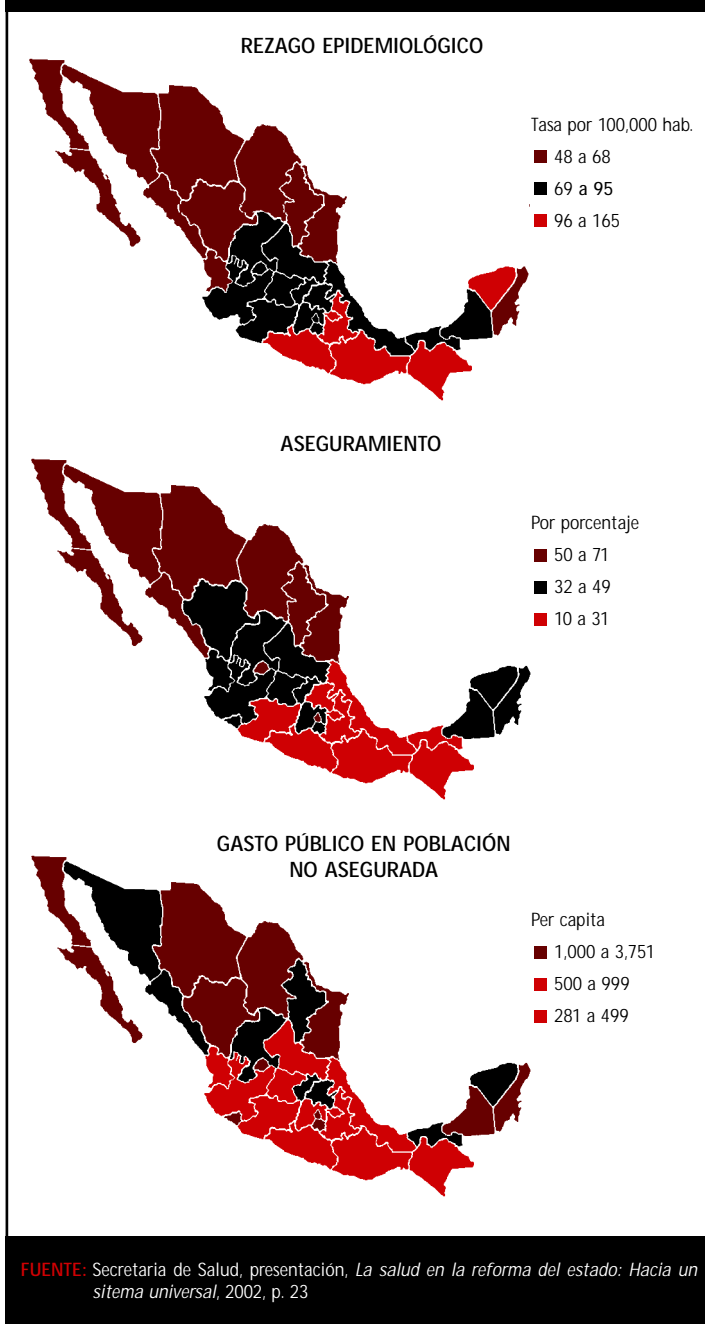 REZAGO EPIDEMIOLÓGICO
Tasa por 100,000 hab.
48 a 68
69 a 95
96 a 165
ASEGURAMIENTO
Por porcentaje
50 a 71
32 a 49
10 a 31
GASTO PÚBLICO EN POBLACIÓN
NO ASEGURADA
Per capita
1,000 a 3,751
500 a 999
281 a 499
FUENTE: Secretaria de Salud, presentación, La salud en la reforma del estado: Hacia un
sitema universal, 2002, p. 23